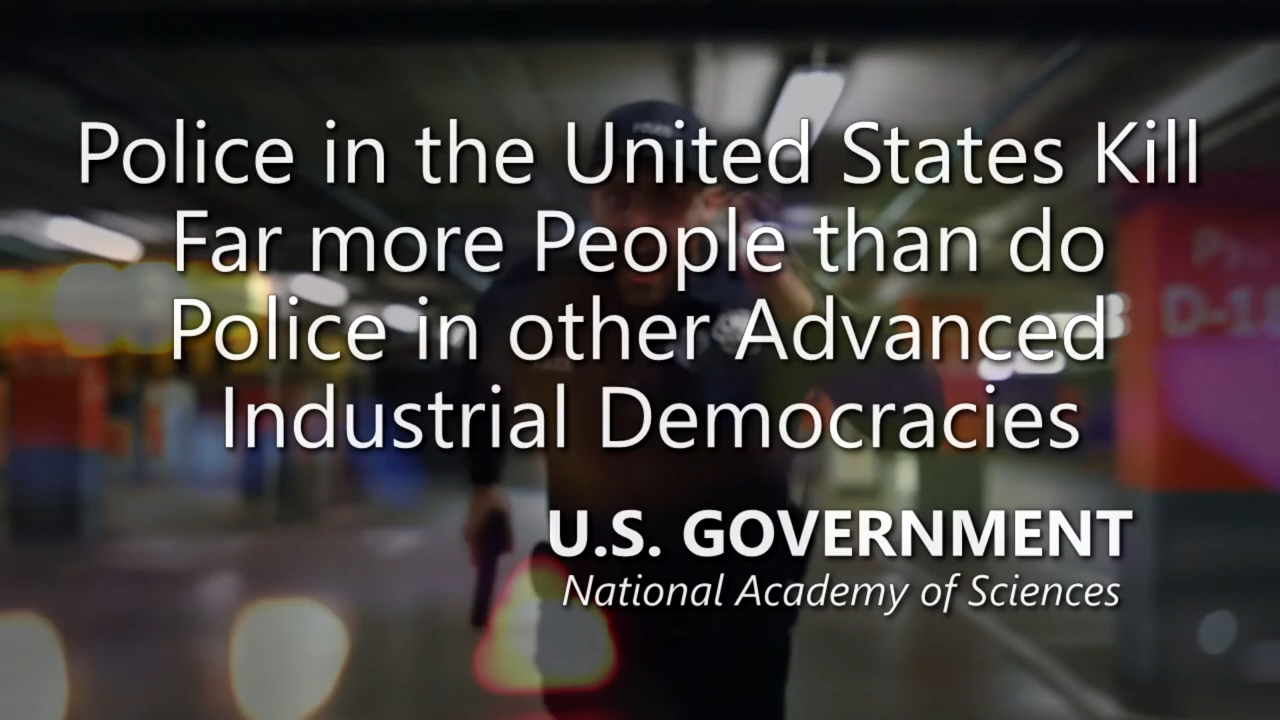 Police in the United States Kill
Far more People than do
Police in other Advanced
Industrial Democracies
U.S. GOVERNMENT
National Academy of Sciences
D-18